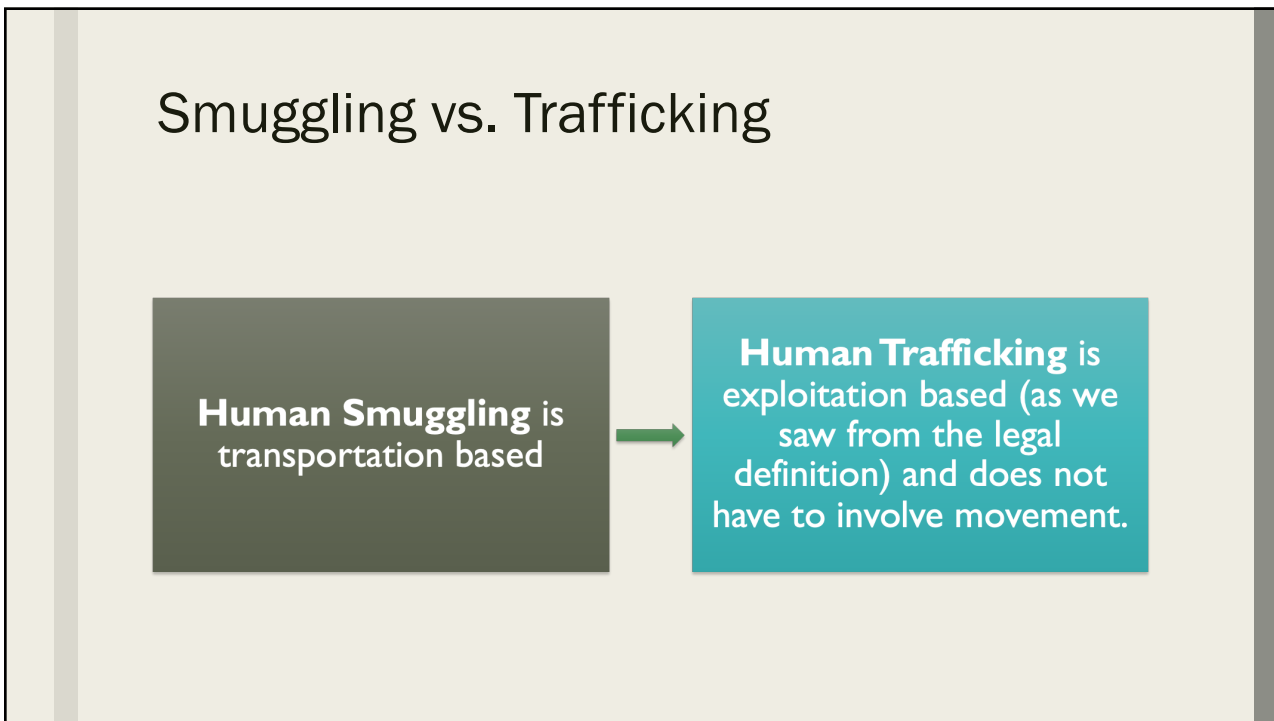 Smuggling vs. Trafficking
Human Smuggling is
transportation based
Human Trafficking is
exploitation based (as we
saw from the legal
definition) and does not
have to involve movement.